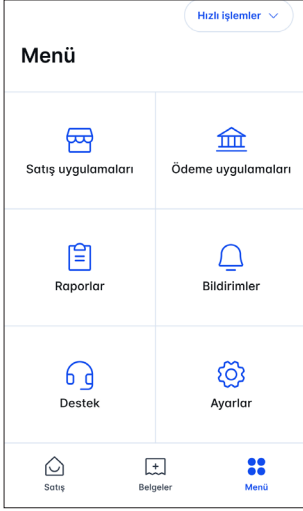 Hızlı işlemler
Menü
Satış uygulamaları
Ödeme uygulamaları
Raporlar
Bildirimler
Destek
Ayarlar
Satış
Belgeler
Menü